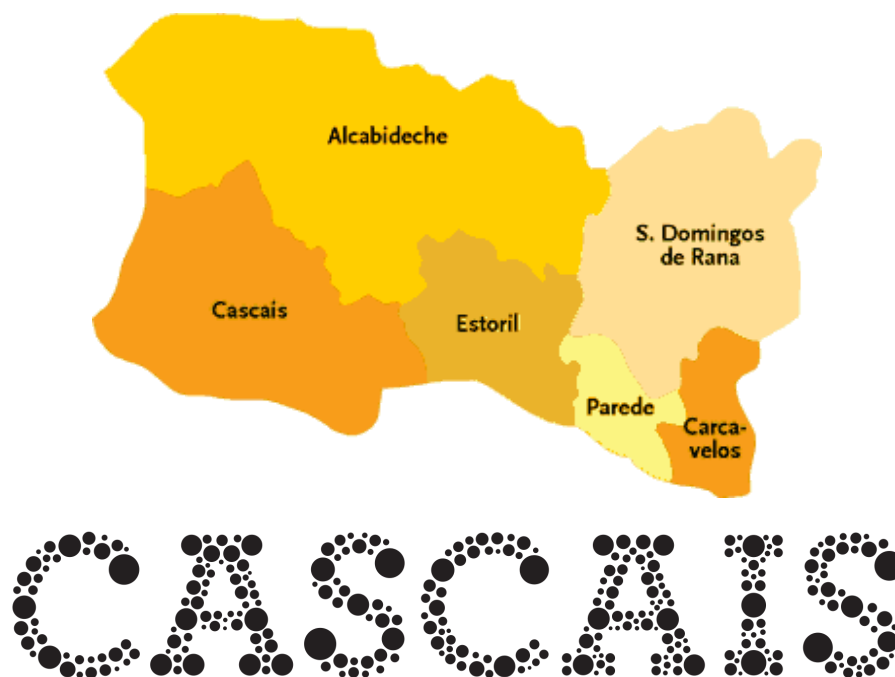 Alcabideche
S. Domingos
de Rana
Cascais
Estoril
Parede
Carca-
velos
CASCAIS